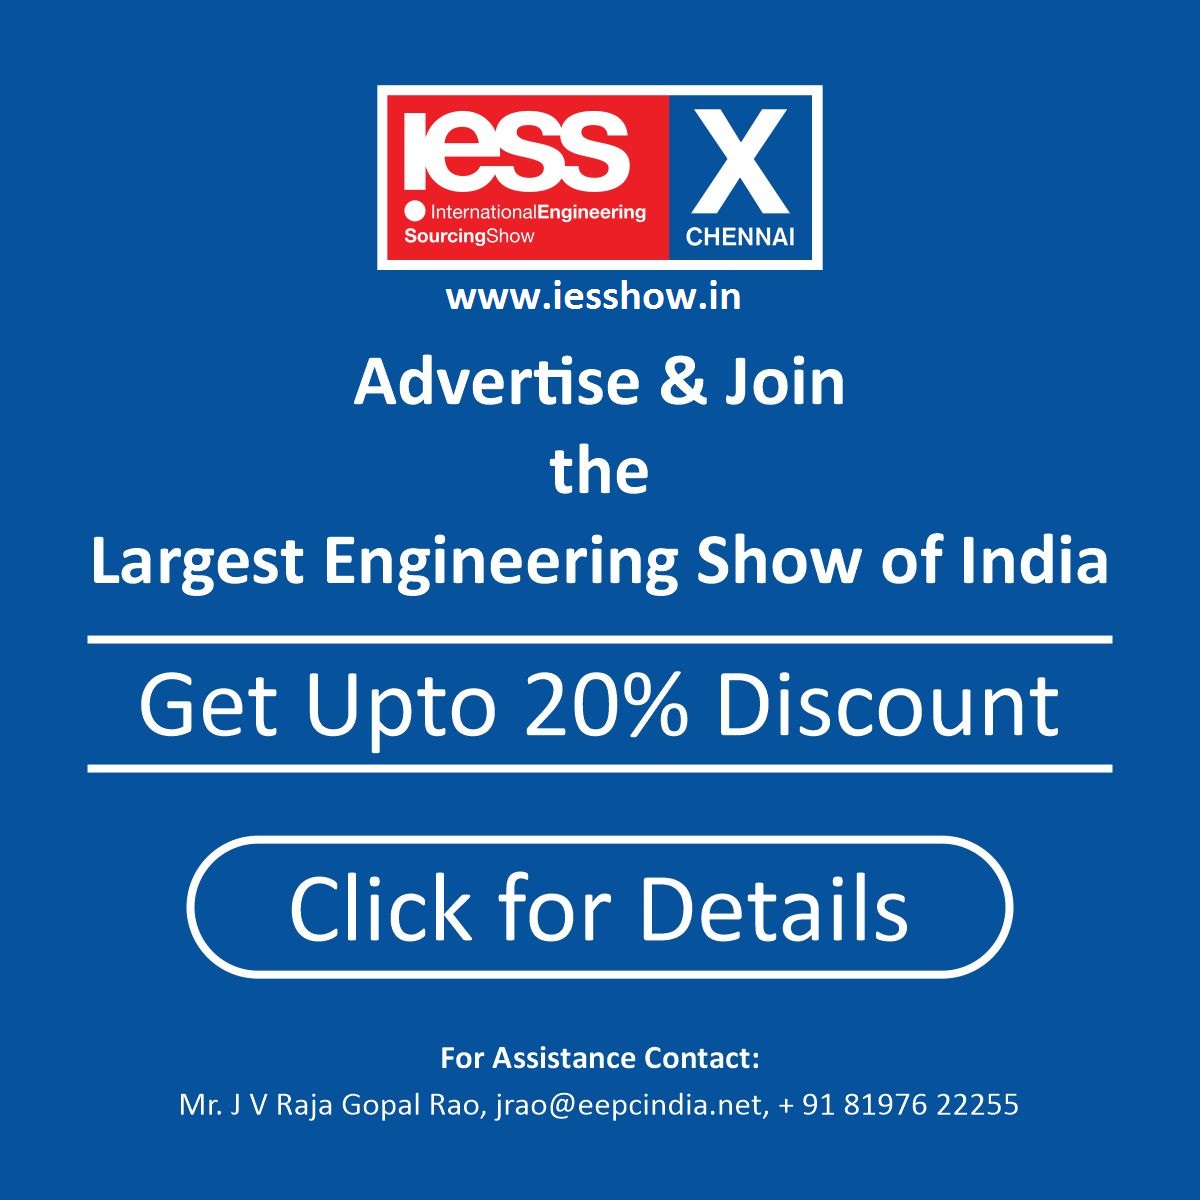 iess
InternationalEngineering
SourcingShow
X
CHENNAI
www.iesshow.in
Advertise & Join
the
Largest Engineering Show of India
Get Upto 20% Discount
Click for Details
For Assistance Contact:
Mr. J V Raja Gopal Rao, jrao@eepcindia.net, + 91 81976 22255